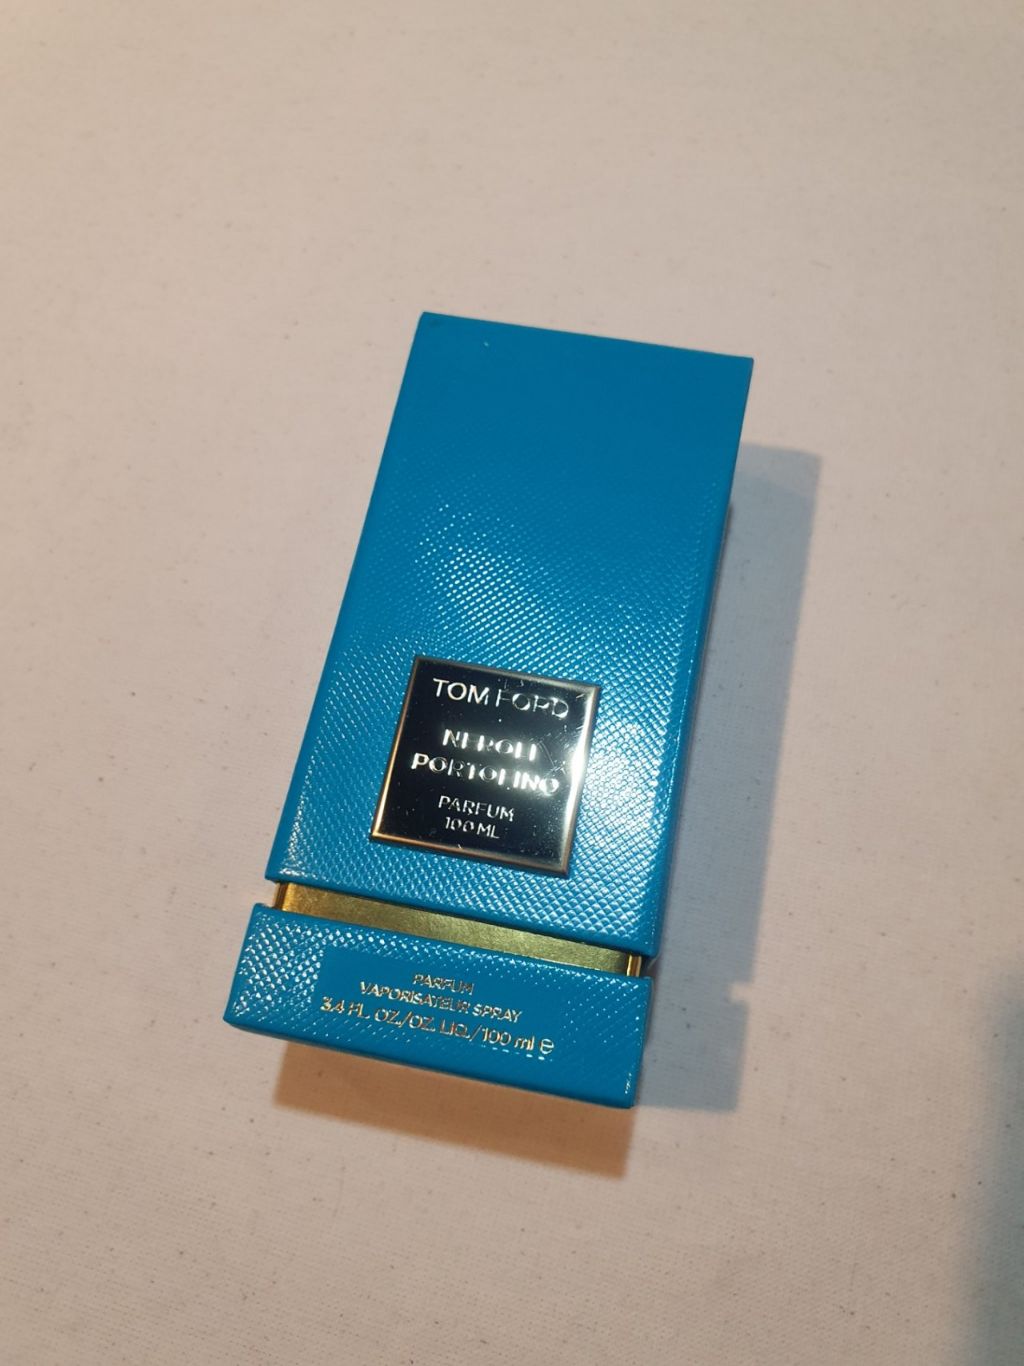 TOM FORD
NEROLI
PORTOFINO
PARFUM
100 ML
PARFUM
VAPORISATEUR SPRAY
3.4 FL. OZ./OZ. LIQ./100 ml ℮